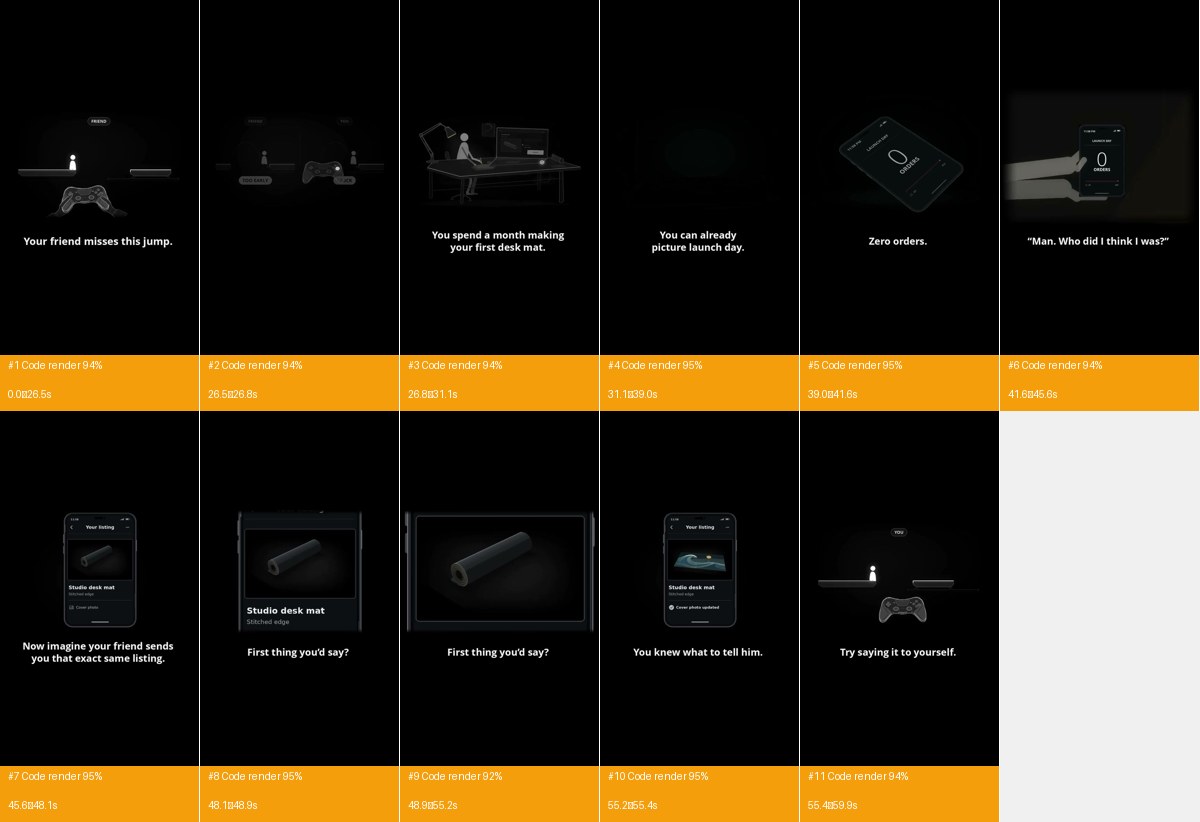 FRIEND
Your friend misses this jump.
#1 Code render 94%
0.0 26.5s
FRIEND
YOU
#2 Code render 94%
26.5 26.8s
You spend a month making
your first desk mat.
#3 Code render 94%
26.8 31.1s
You can already
picture launch day.
#4 Code render 95%
31.1 39.0s
LAUNCH DAY
0
ORDERS
Zero orders.
#5 Code render 95%
39.0 41.6s
LAUNCH DAY
0
ORDERS
“Man. Who did I think I was?”
#6 Code render 94%
41.6 45.6s
Your listing
Studio desk mat
Stitched edge
Cover photo
Now imagine your friend sends
you that exact same listing.
#7 Code render 95%
45.6 48.1s
Studio desk mat
Stitched edge
First thing you’d say?
#8 Code render 95%
48.1 48.9s
First thing you’d say?
#9 Code render 92%
48.9 55.2s
Your listing
Studio desk mat
Stitched edge
Cover photo updated
You knew what to tell him.
#10 Code render 95%
55.2 55.4s
YOU
Try saying it to yourself.
#11 Code render 94%
55.4 59.9s